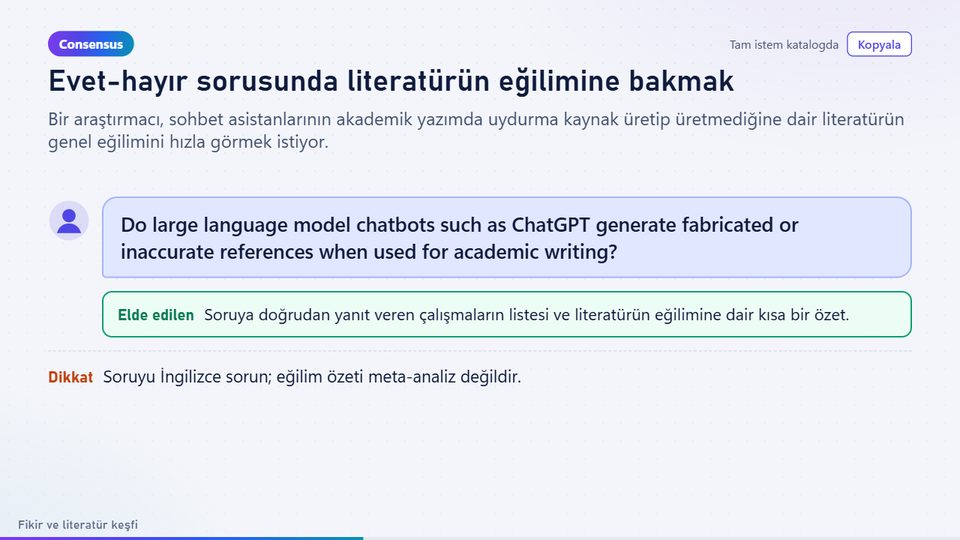 Consensus
Tam istem katalogda
Kopyala
Evet-hayır sorusunda literatürün eğilimine bakmak
Bir araştırmacı, sohbet asistanlarının akademik yazımda uydurma kaynak üretip üretmediğine dair literatürün
genel eğilimini hızla görmek istiyor.
Do large language model chatbots such as ChatGPT generate fabricated or
inaccurate references when used for academic writing?
Elde edilen Soruya doğrudan yanıt veren çalışmaların listesi ve literatürün eğilimine dair kısa bir özet.
Dikkat Soruyu İngilizce sorun; eğilim özeti meta-analiz değildir.
Fikir ve literatür keşfi